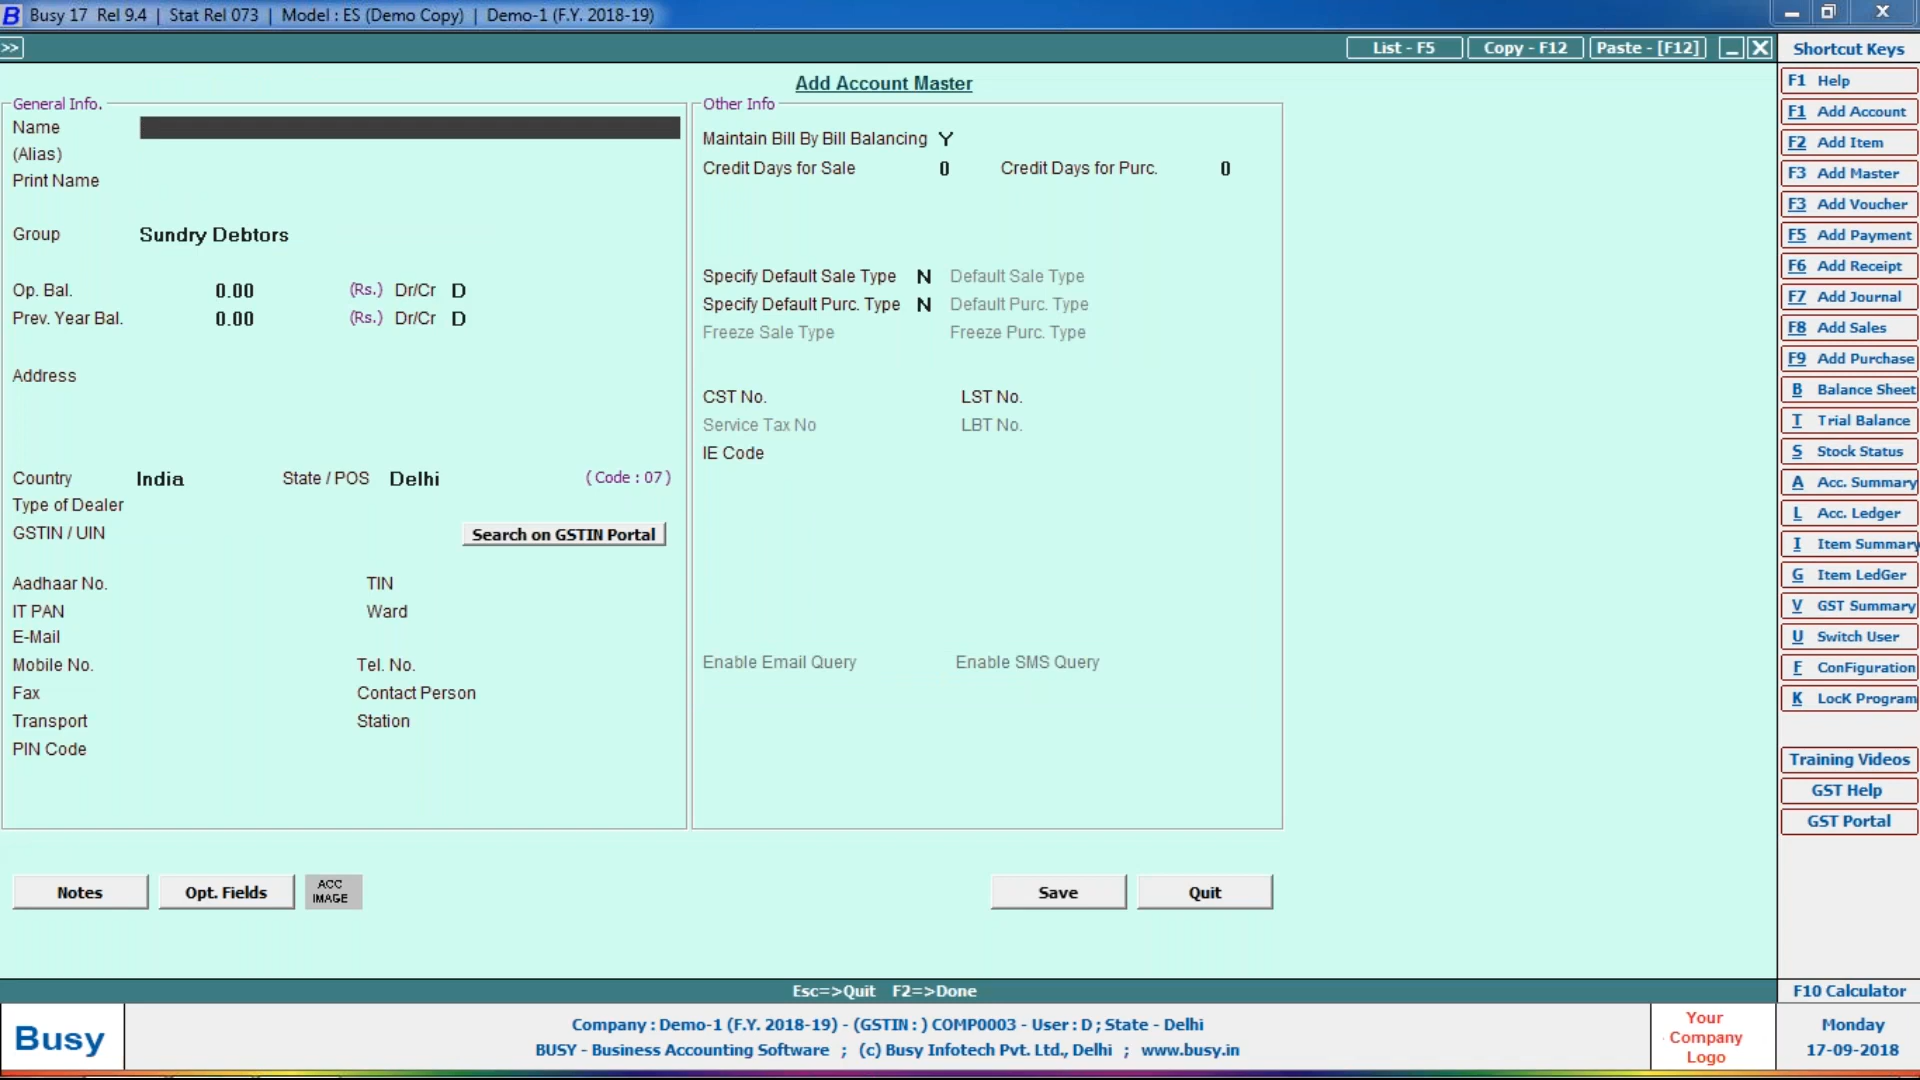 B Busy 17 Rel 9.4 | Stat Rel 073 | Model : ES (Demo Copy) | Demo-1 (F.Y. 2018-19)
>> List - F5 Copy - F12 Paste - [F12]
Add Account Master
General Info.
Name
(Alias)
Print Name
Group Sundry Debtors
Op. Bal. 0.00 (Rs.) Dr/Cr D
Prev. Year Bal. 0.00 (Rs.) Dr/Cr D
Address
Country India State / POS Delhi ( Code : 07 )
Type of Dealer
GSTIN / UIN Search on GSTIN Portal
Aadhaar No. TIN
IT PAN Ward
E-Mail
Mobile No. Tel. No.
Fax Contact Person
Transport Station
PIN Code
Other Info
Maintain Bill By Bill Balancing Y
Credit Days for Sale 0 Credit Days for Purc. 0
Specify Default Sale Type N Default Sale Type
Specify Default Purc. Type N Default Purc. Type
Freeze Sale Type Freeze Purc. Type
CST No. LST No.
Service Tax No LBT No.
IE Code
Enable Email Query Enable SMS Query
Notes Opt. Fields ACC IMAGE Save Quit
Shortcut Keys
F1 Help
F1 Add Account
F2 Add Item
F3 Add Master
F3 Add Voucher
F5 Add Payment
F6 Add Receipt
F7 Add Journal
F8 Add Sales
F9 Add Purchase
B Balance Sheet
T Trial Balance
S Stock Status
A Acc. Summary
L Acc. Ledger
I Item Summary
G Item LedGer
V GST Summary
U Switch User
F ConFiguration
K LocK Program
Training Videos
GST Help
GST Portal
Esc=>Quit F2=>Done
F10 Calculator
Busy
Company : Demo-1 (F.Y. 2018-19) - (GSTIN : ) COMP0003 - User : D ; State - Delhi
BUSY - Business Accounting Software ; (c) Busy Infotech Pvt. Ltd., Delhi ; www.busy.in
Your
Company
Logo
Monday
17-09-2018